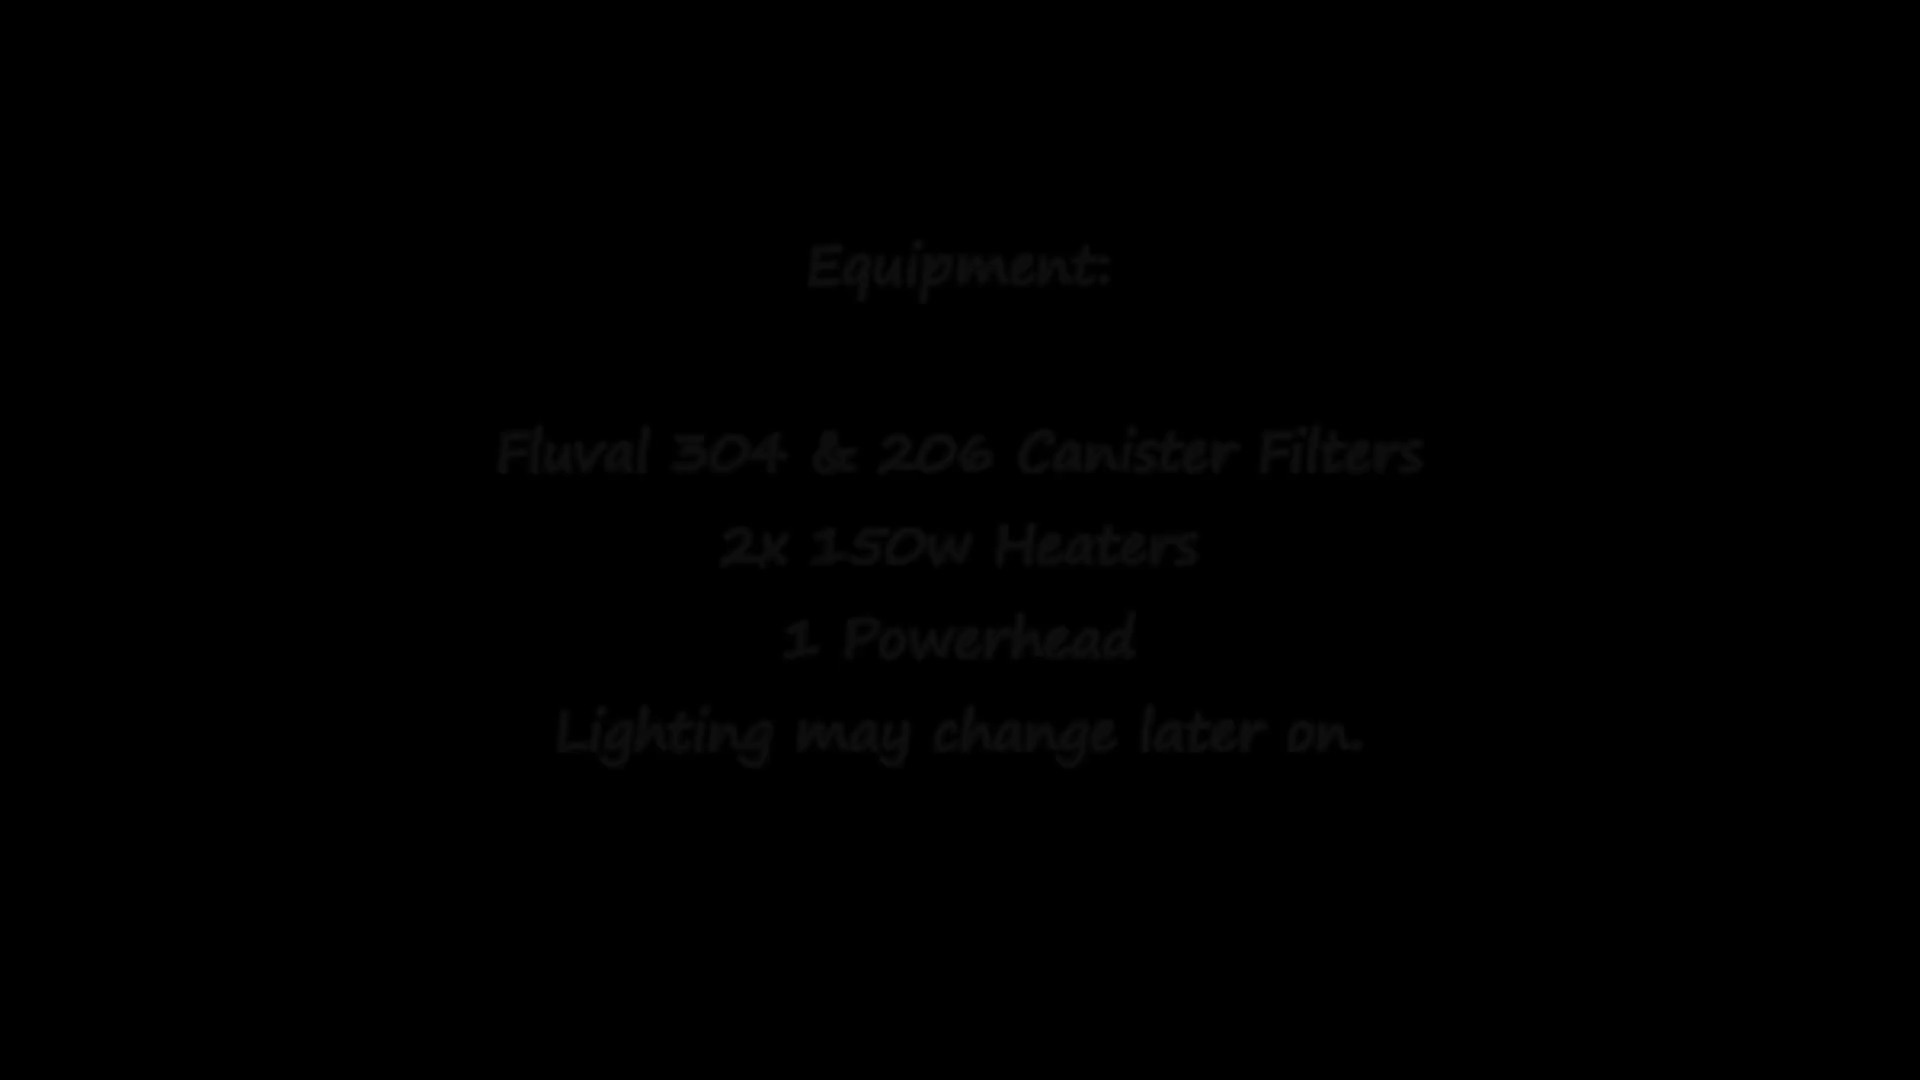 Equipment:
Fluval 304 & 206 Canister Filters
2x 150w Heaters
1 Powerhead
Lighting may change later on.